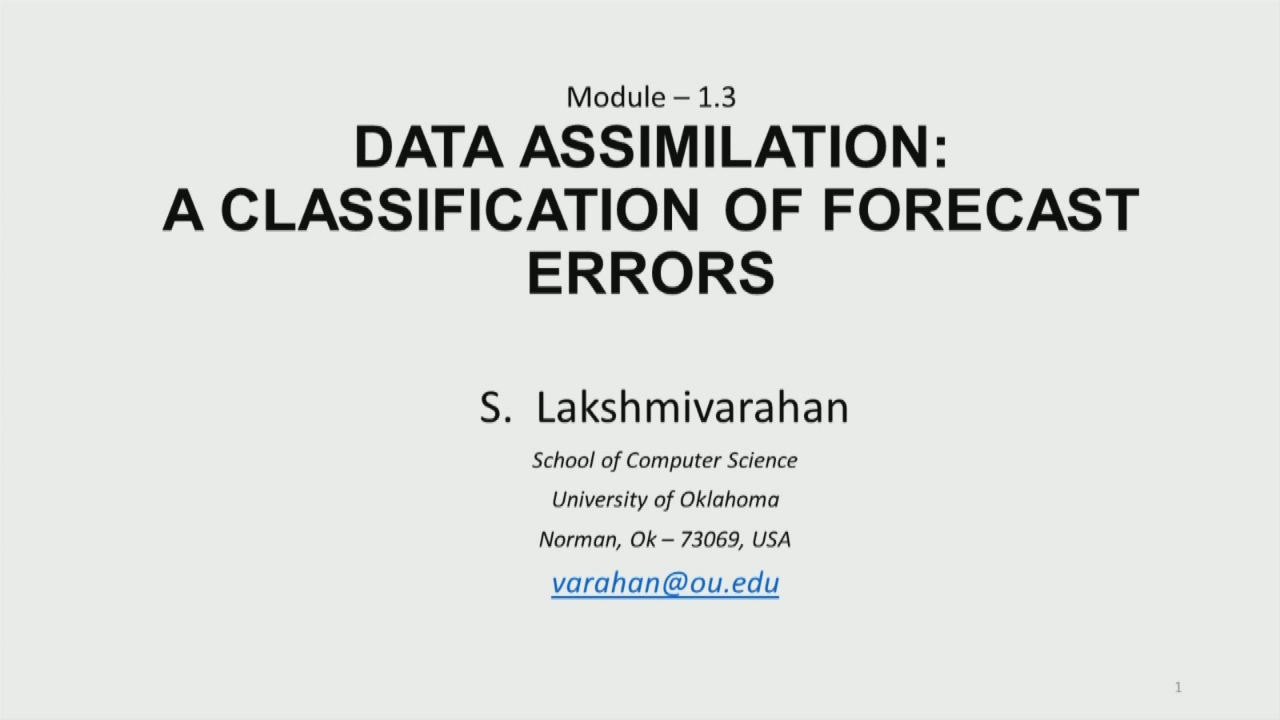 Module – 1.3
DATA ASSIMILATION:
A CLASSIFICATION OF FORECAST
ERRORS
S. Lakshmivarahan
School of Computer Science
University of Oklahoma
Norman, Ok – 73069, USA
varahan@ou.edu
1